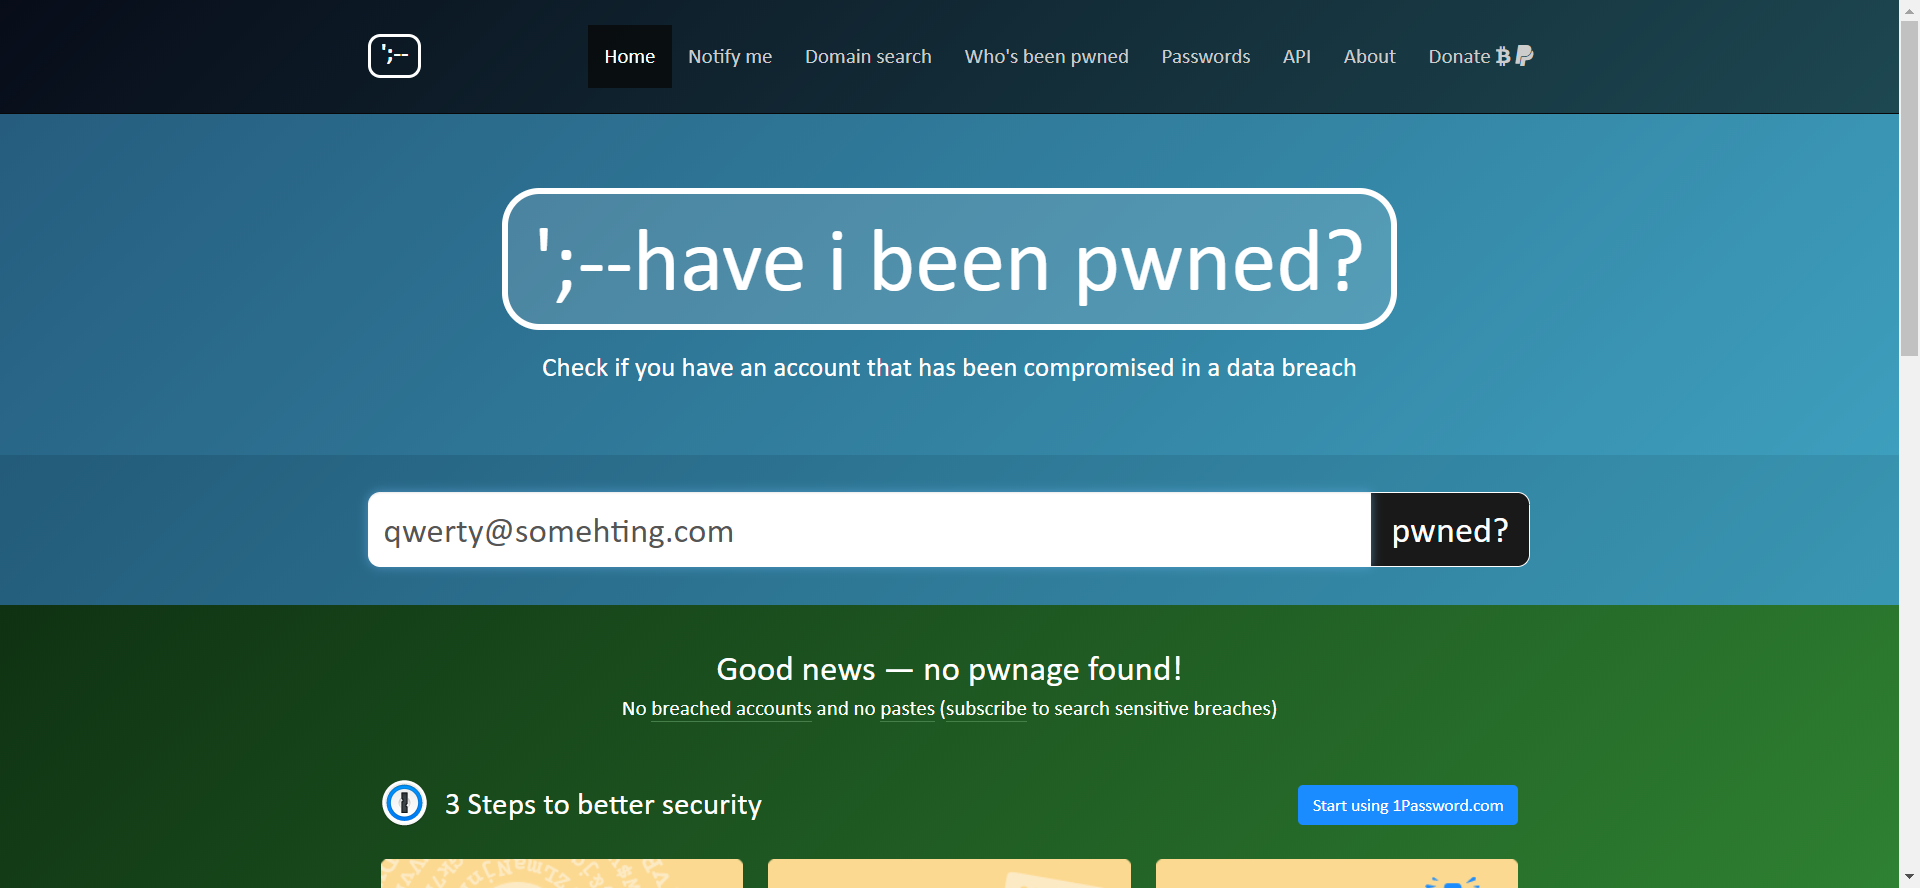 ';--
Home Notify me Domain search Who's been pwned Passwords API About Donate
';--have i been pwned?
Check if you have an account that has been compromised in a data breach
qwerty@somehting.com pwned?
Good news — no pwnage found!
No breached accounts and no pastes (subscribe to search sensitive breaches)
3 Steps to better security Start using 1Password.com